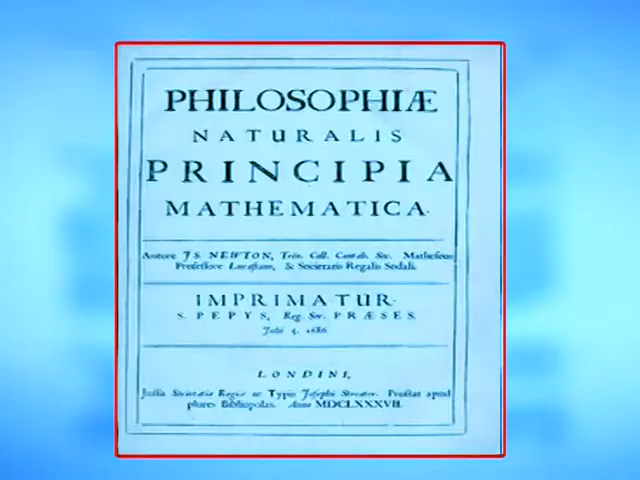 PHILOSOPHIÆ
NATURALIS
PRINCIPIA
MATHEMATICA.
Autore JS. NEWTON, Trin. Coll. Cantab. Soc. Matheseos
Professore Lucasiano, & Societatis Regalis Sodali.
IMPRIMATUR.
S. PEPYS, Reg. Soc. PRÆSES.
Julii 5. 1686.
LONDINI,
Jussu Societatis Regiæ ac Typis Josephi Streater. Prostat apud
plures Bibliopolas. Anno MDCLXXXVII.